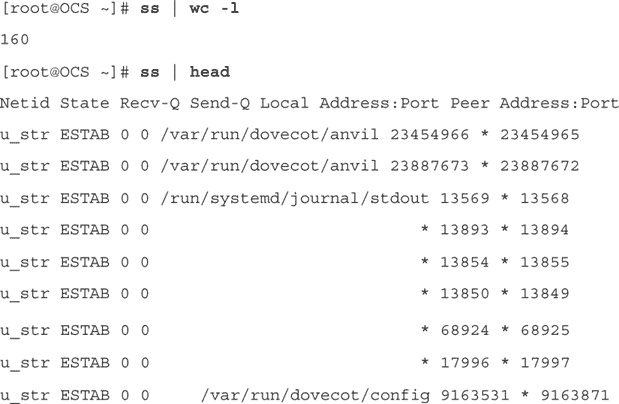 [root@OCS ~]# ss | wc -l
160
[root@OCS ~]# ss | head
Netid State Recv-Q Send-Q Local Address:Port Peer Address:Port
u_str ESTAB 0 0 /var/run/dovecot/anvil 23454966 * 23454965
u_str ESTAB 0 0 /var/run/dovecot/anvil 23887673 * 23887672
u_str ESTAB 0 0 /run/systemd/journal/stdout 13569 * 13568
u_str ESTAB 0 0 * 13893 * 13894
u_str ESTAB 0 0 * 13854 * 13855
u_str ESTAB 0 0 * 13850 * 13849
u_str ESTAB 0 0 * 68924 * 68925
u_str ESTAB 0 0 * 17996 * 17997
u_str ESTAB 0 0 /var/run/dovecot/config 9163531 * 9163871